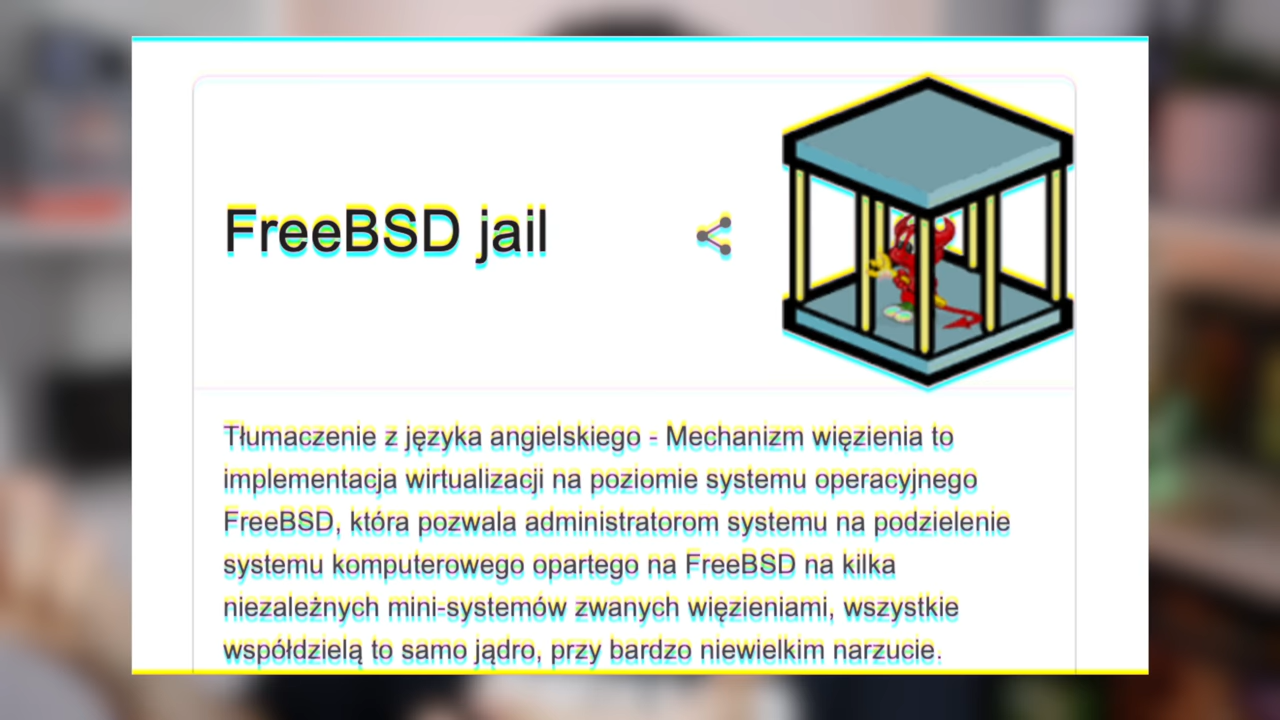 FreeBSD jail
Tłumaczenie z języka angielskiego - Mechanizm więzienia to
implementacja wirtualizacji na poziomie systemu operacyjnego
FreeBSD, która pozwala administratorom systemu na podzielenie
systemu komputerowego opartego na FreeBSD na kilka
niezależnych mini-systemów zwanych więzieniami, wszystkie
współdzielą to samo jądro, przy bardzo niewielkim narzucie.